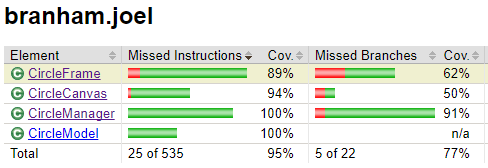 branham.joel
Element Missed Instructions Cov. Missed Branches Cov.
CircleFrame 89% 62%
CircleCanvas 94% 50%
CircleManager 100% 91%
CircleModel 100% n/a
Total 25 of 535 95% 5 of 22 77%